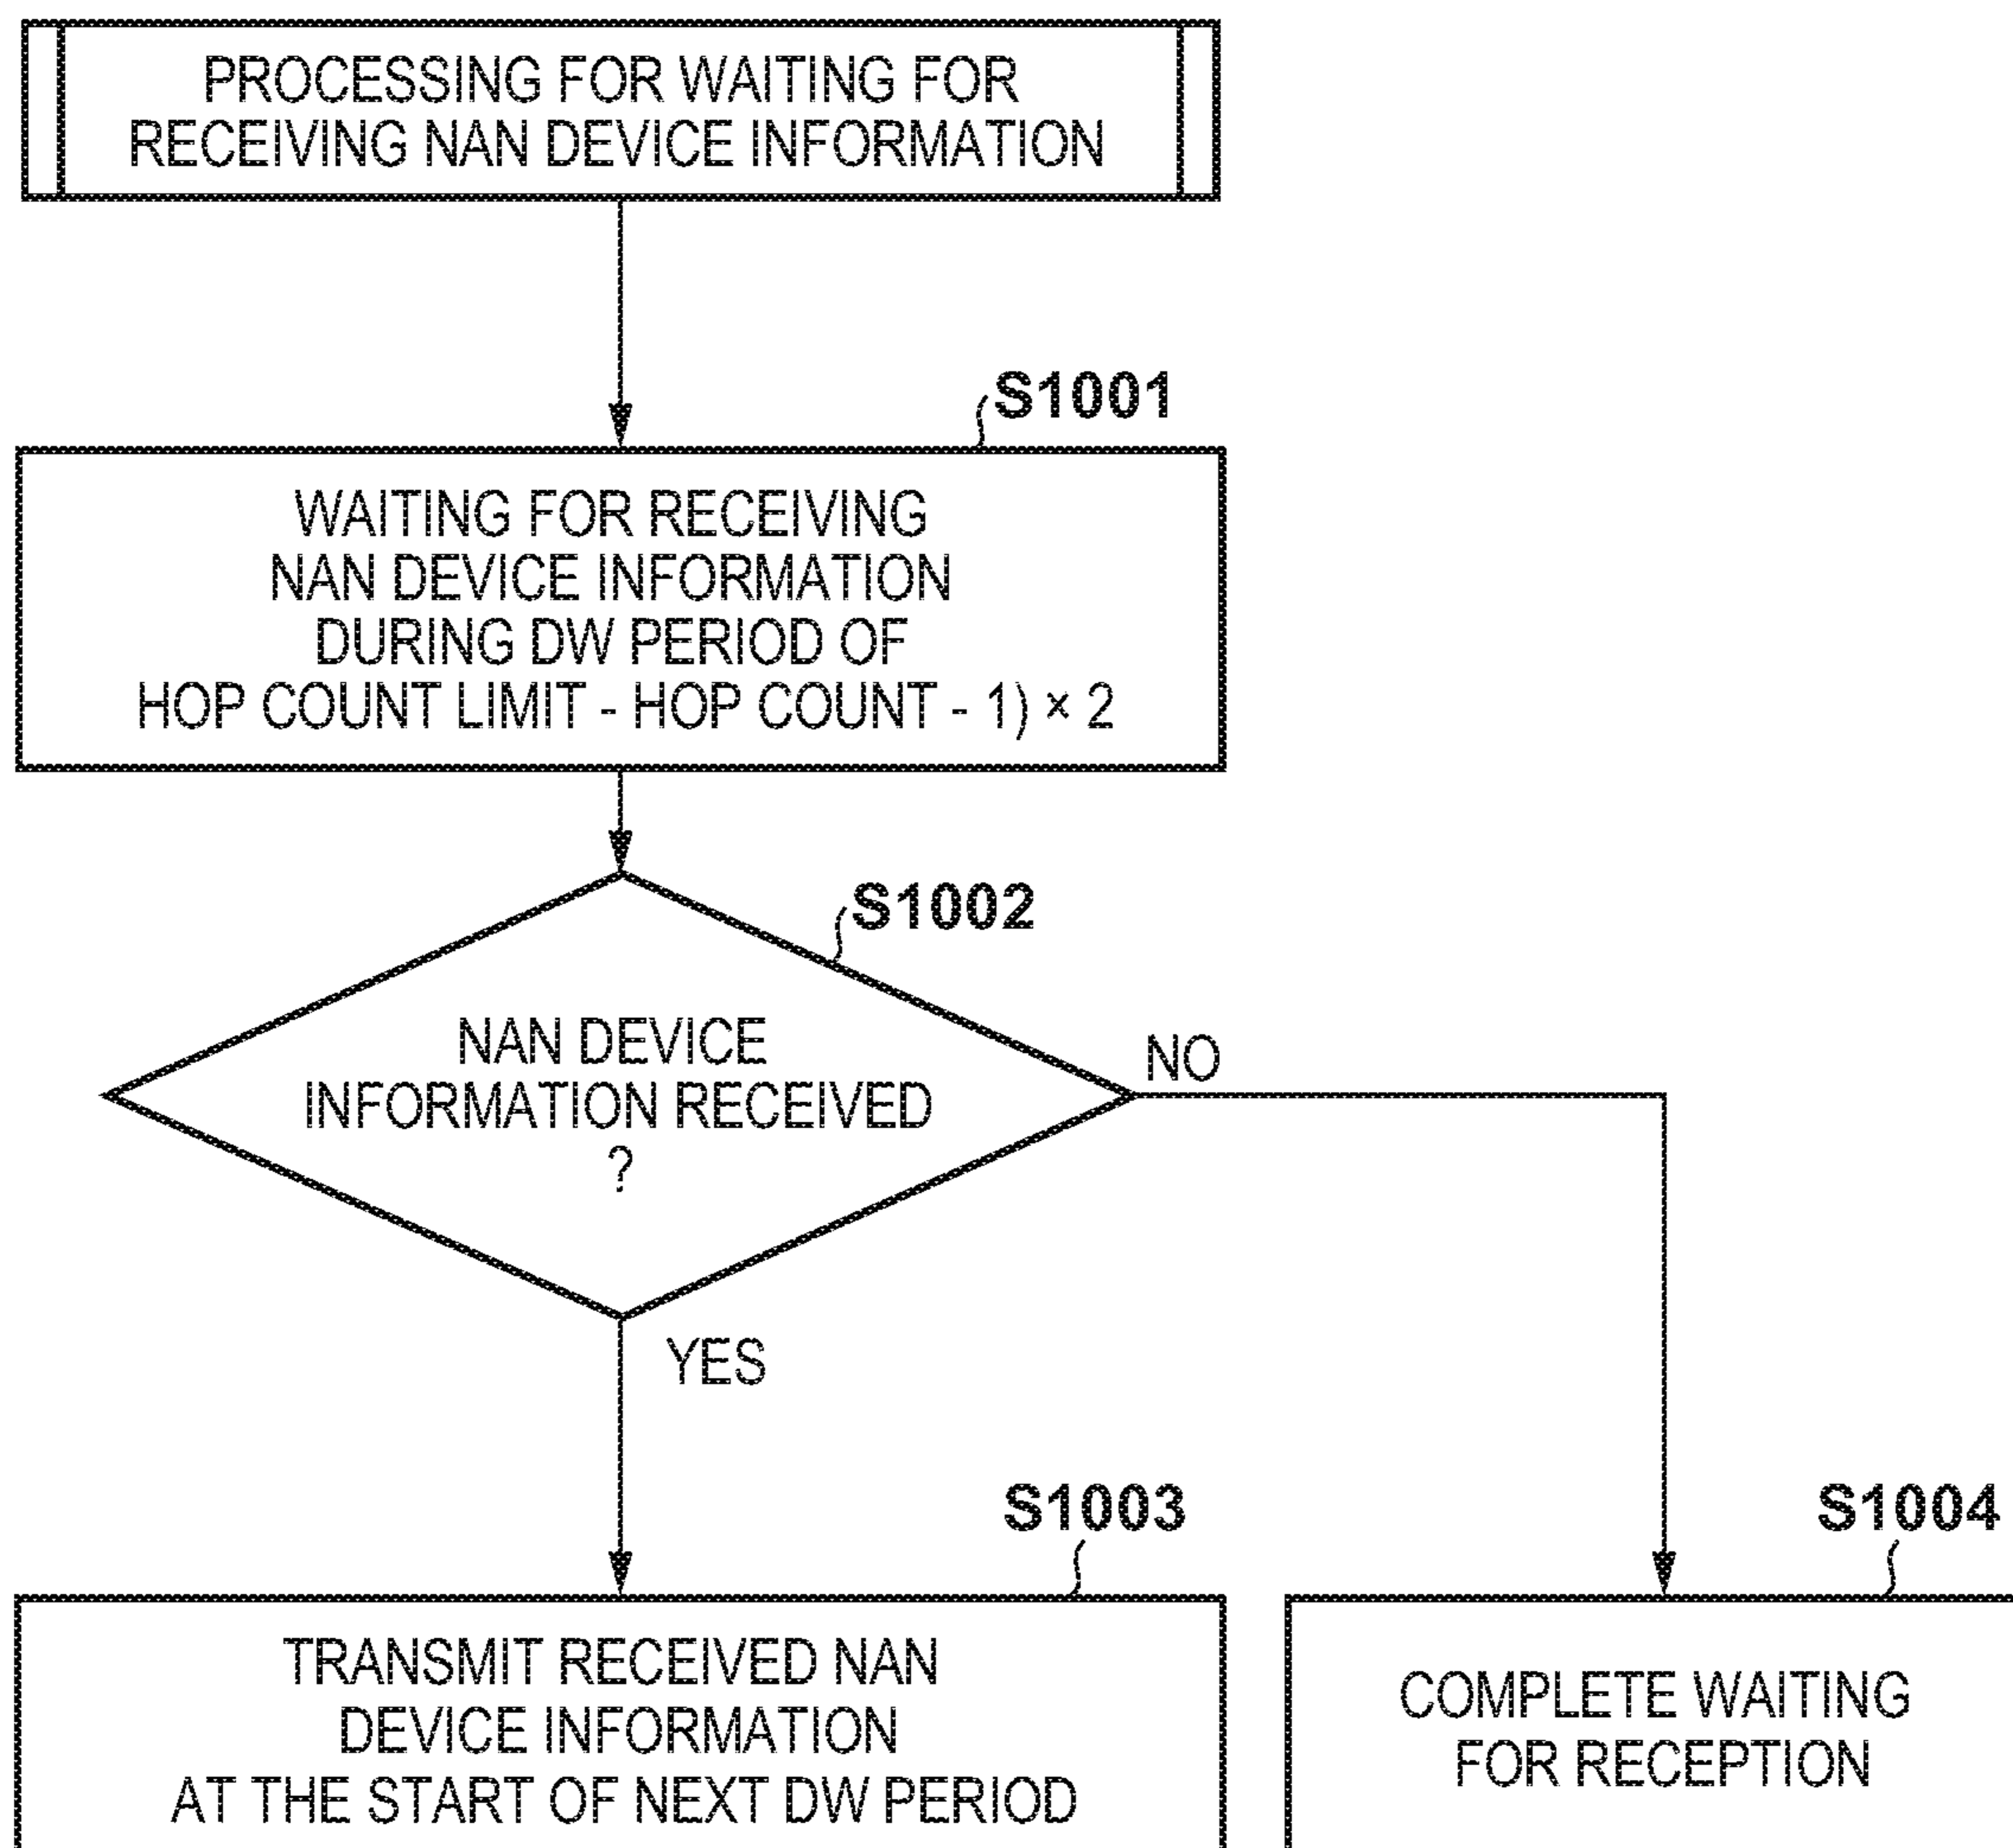 PROCESSING FOR WAITING FOR
RECEIVING NAN DEVICE INFORMATION
S1001
WAITING FOR RECEIVING
NAN DEVICE INFORMATION
DURING DW PERIOD OF
HOP COUNT LIMIT - HOP COUNT - 1) × 2
S1002
NAN DEVICE
INFORMATION RECEIVED
?
NO
YES
S1003
TRANSMIT RECEIVED NAN
DEVICE INFORMATION
AT THE START OF NEXT DW PERIOD
S1004
COMPLETE WAITING
FOR RECEPTION